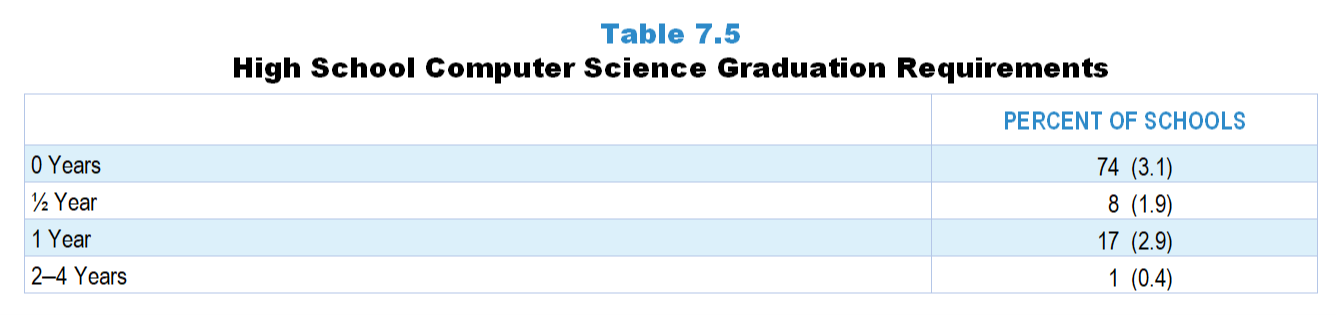 Table 7.5
High School Computer Science Graduation Requirements
PERCENT OF SCHOOLS
0 Years 74 (3.1)
½ Year 8 (1.9)
1 Year 17 (2.9)
2–4 Years 1 (0.4)